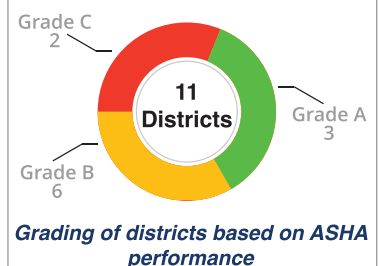 Grade C
2
11
Districts
Grade A
3
Grade B
6
Grading of districts based on ASHA
performance